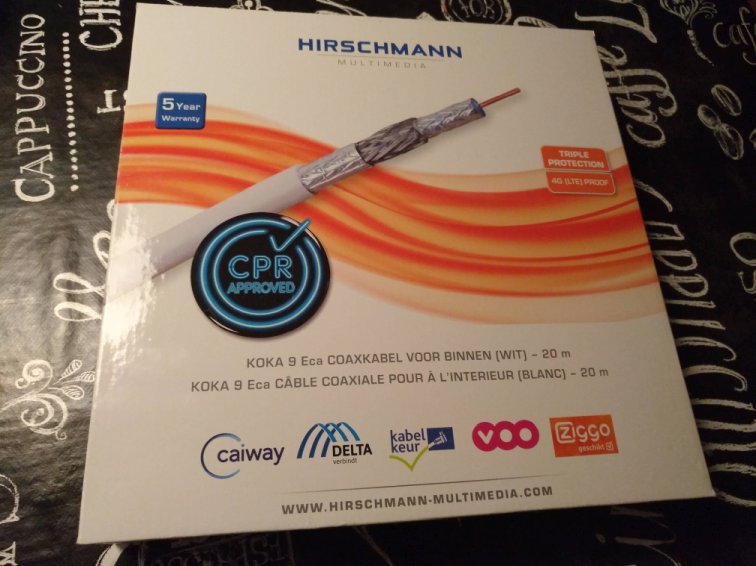 HIRSCHMANN
MULTIMEDIA
5 Year
Warranty
TRIPLE
PROTECTION
4G (LTE) PROOF
CPR
APPROVED
KOKA 9 Eca COAXKABEL VOOR BINNEN (WIT) – 20 m
KOKA 9 Eca CÂBLE COAXIALE POUR À L'INTERIEUR (BLANC) – 20 m
caiway
DELTA
verbindt
kabel
keur
VOO
ziggo
geschikt
WWW.HIRSCHMANN-MULTIMEDIA.COM
CAPPUCCINO